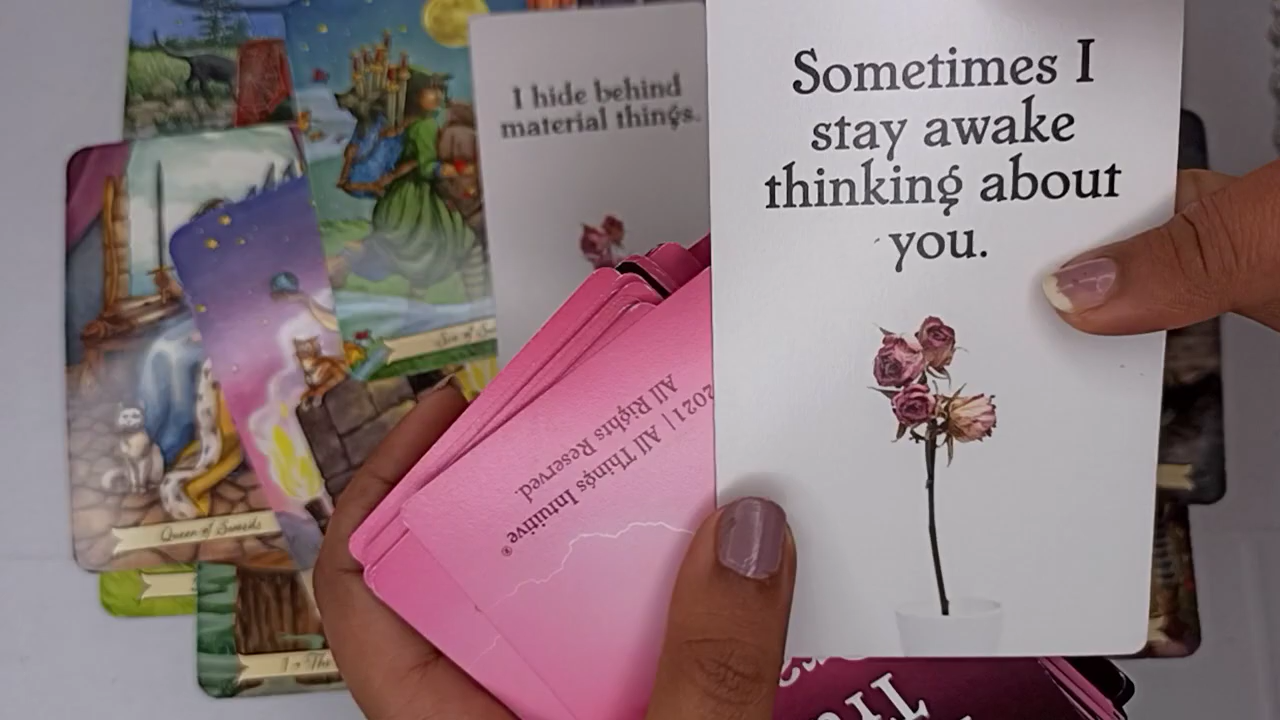 I hide behind
material things.
Sometimes I
stay awake
thinking about
you.
2021 | All Things Intuitive®
All Rights Reserved.
Queen of Swords